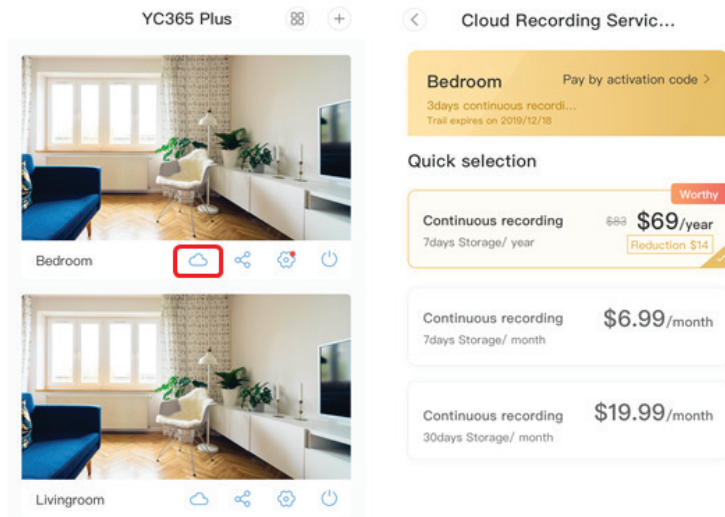 YC365 Plus
Bedroom
Livingroom
Cloud Recording Servic...
Bedroom
Pay by activation code >
3days continuous recordi...
Trail expires on 2019/12/18
Quick selection
Worthy
Continuous recording
$83 $69/year
7days Storage/ year
Reduction $14
Continuous recording
$6.99/month
7days Storage/ month
Continuous recording
$19.99/month
30days Storage/ month